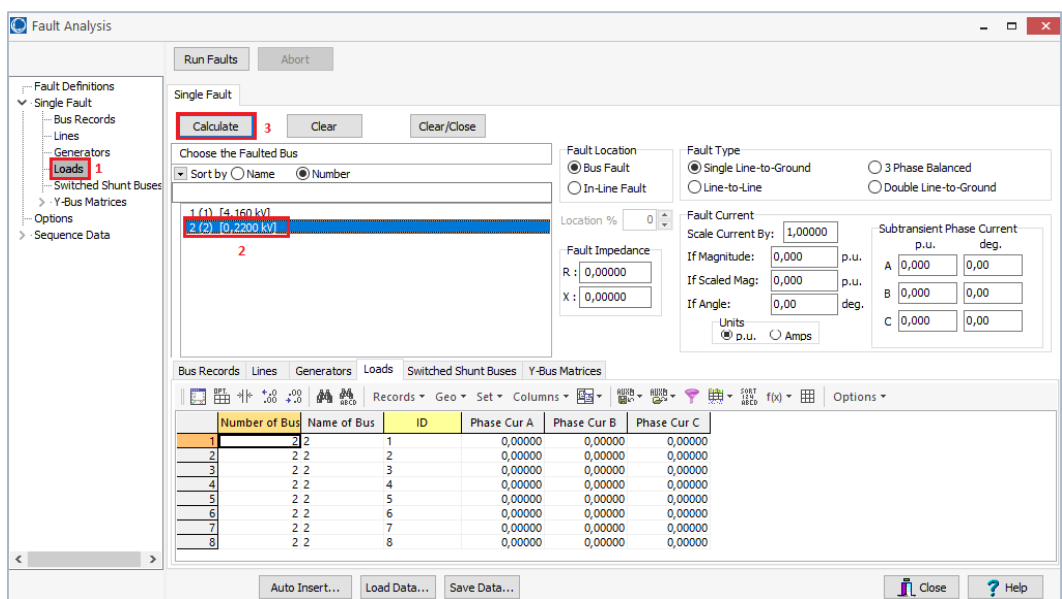 Fault Analysis
Run Faults
Abort
Fault Definitions
Single Fault
Bus Records
Lines
Generators
Loads 1
Switched Shunt Buses
Y-Bus Matrices
Options
Sequence Data
Single Fault
Calculate 3 Clear Clear/Close
Choose the Faulted Bus
Sort by Name Number
1 (1) [4,160 kV]
2 (2) [0,2200 kV]
2
Fault Location
Bus Fault
In-Line Fault
Location % 0
Fault Impedance
R : 0,00000
X : 0,00000
Fault Type
Single Line-to-Ground 3 Phase Balanced
Line-to-Line Double Line-to-Ground
Fault Current
Scale Current By: 1,00000
If Magnitude: 0,000 p.u.
If Scaled Mag: 0,000 p.u.
If Angle: 0,00 deg.
Units
p.u. Amps
Subtransient Phase Current
p.u. deg.
A 0,000 0,00
B 0,000 0,00
C 0,000 0,00
Bus Records Lines Generators Loads Switched Shunt Buses Y-Bus Matrices
Records Geo Set Columns f(x) Options
Number of Bus Name of Bus ID Phase Cur A Phase Cur B Phase Cur C
1 2 2 1 0,00000 0,00000 0,00000
2 2 2 2 0,00000 0,00000 0,00000
3 2 2 3 0,00000 0,00000 0,00000
4 2 2 4 0,00000 0,00000 0,00000
5 2 2 5 0,00000 0,00000 0,00000
6 2 2 6 0,00000 0,00000 0,00000
7 2 2 7 0,00000 0,00000 0,00000
8 2 2 8 0,00000 0,00000 0,00000
Auto Insert... Load Data... Save Data... Close ? Help